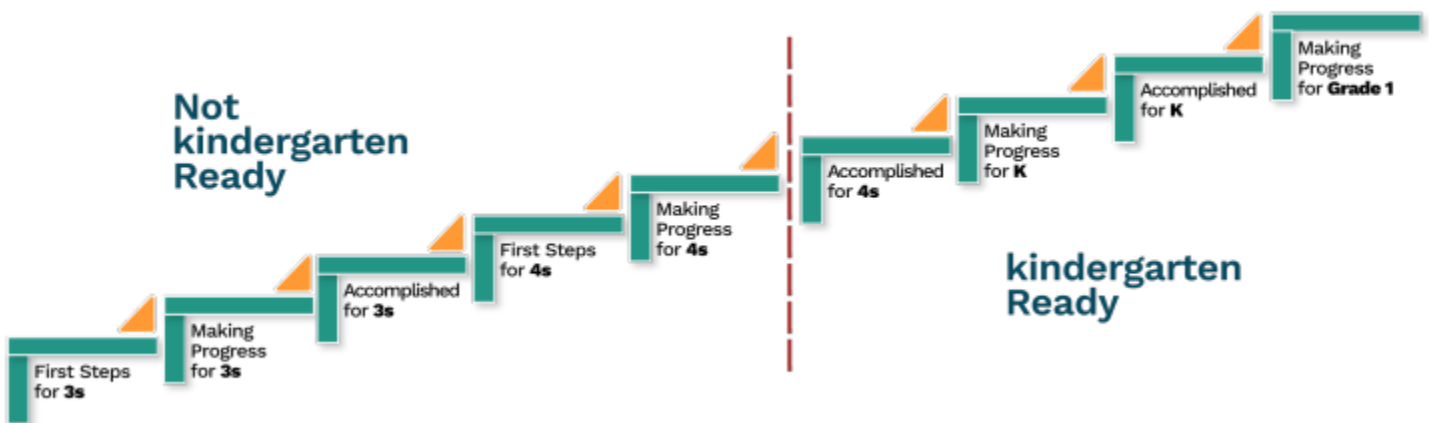 Not
kindergarten
Ready
First Steps
for 3s
Making
Progress
for 3s
Accomplished
for 3s
First Steps
for 4s
Making
Progress
for 4s
Accomplished
for 4s
Making
Progress
for K
Accomplished
for K
Making
Progress
for Grade 1
kindergarten
Ready